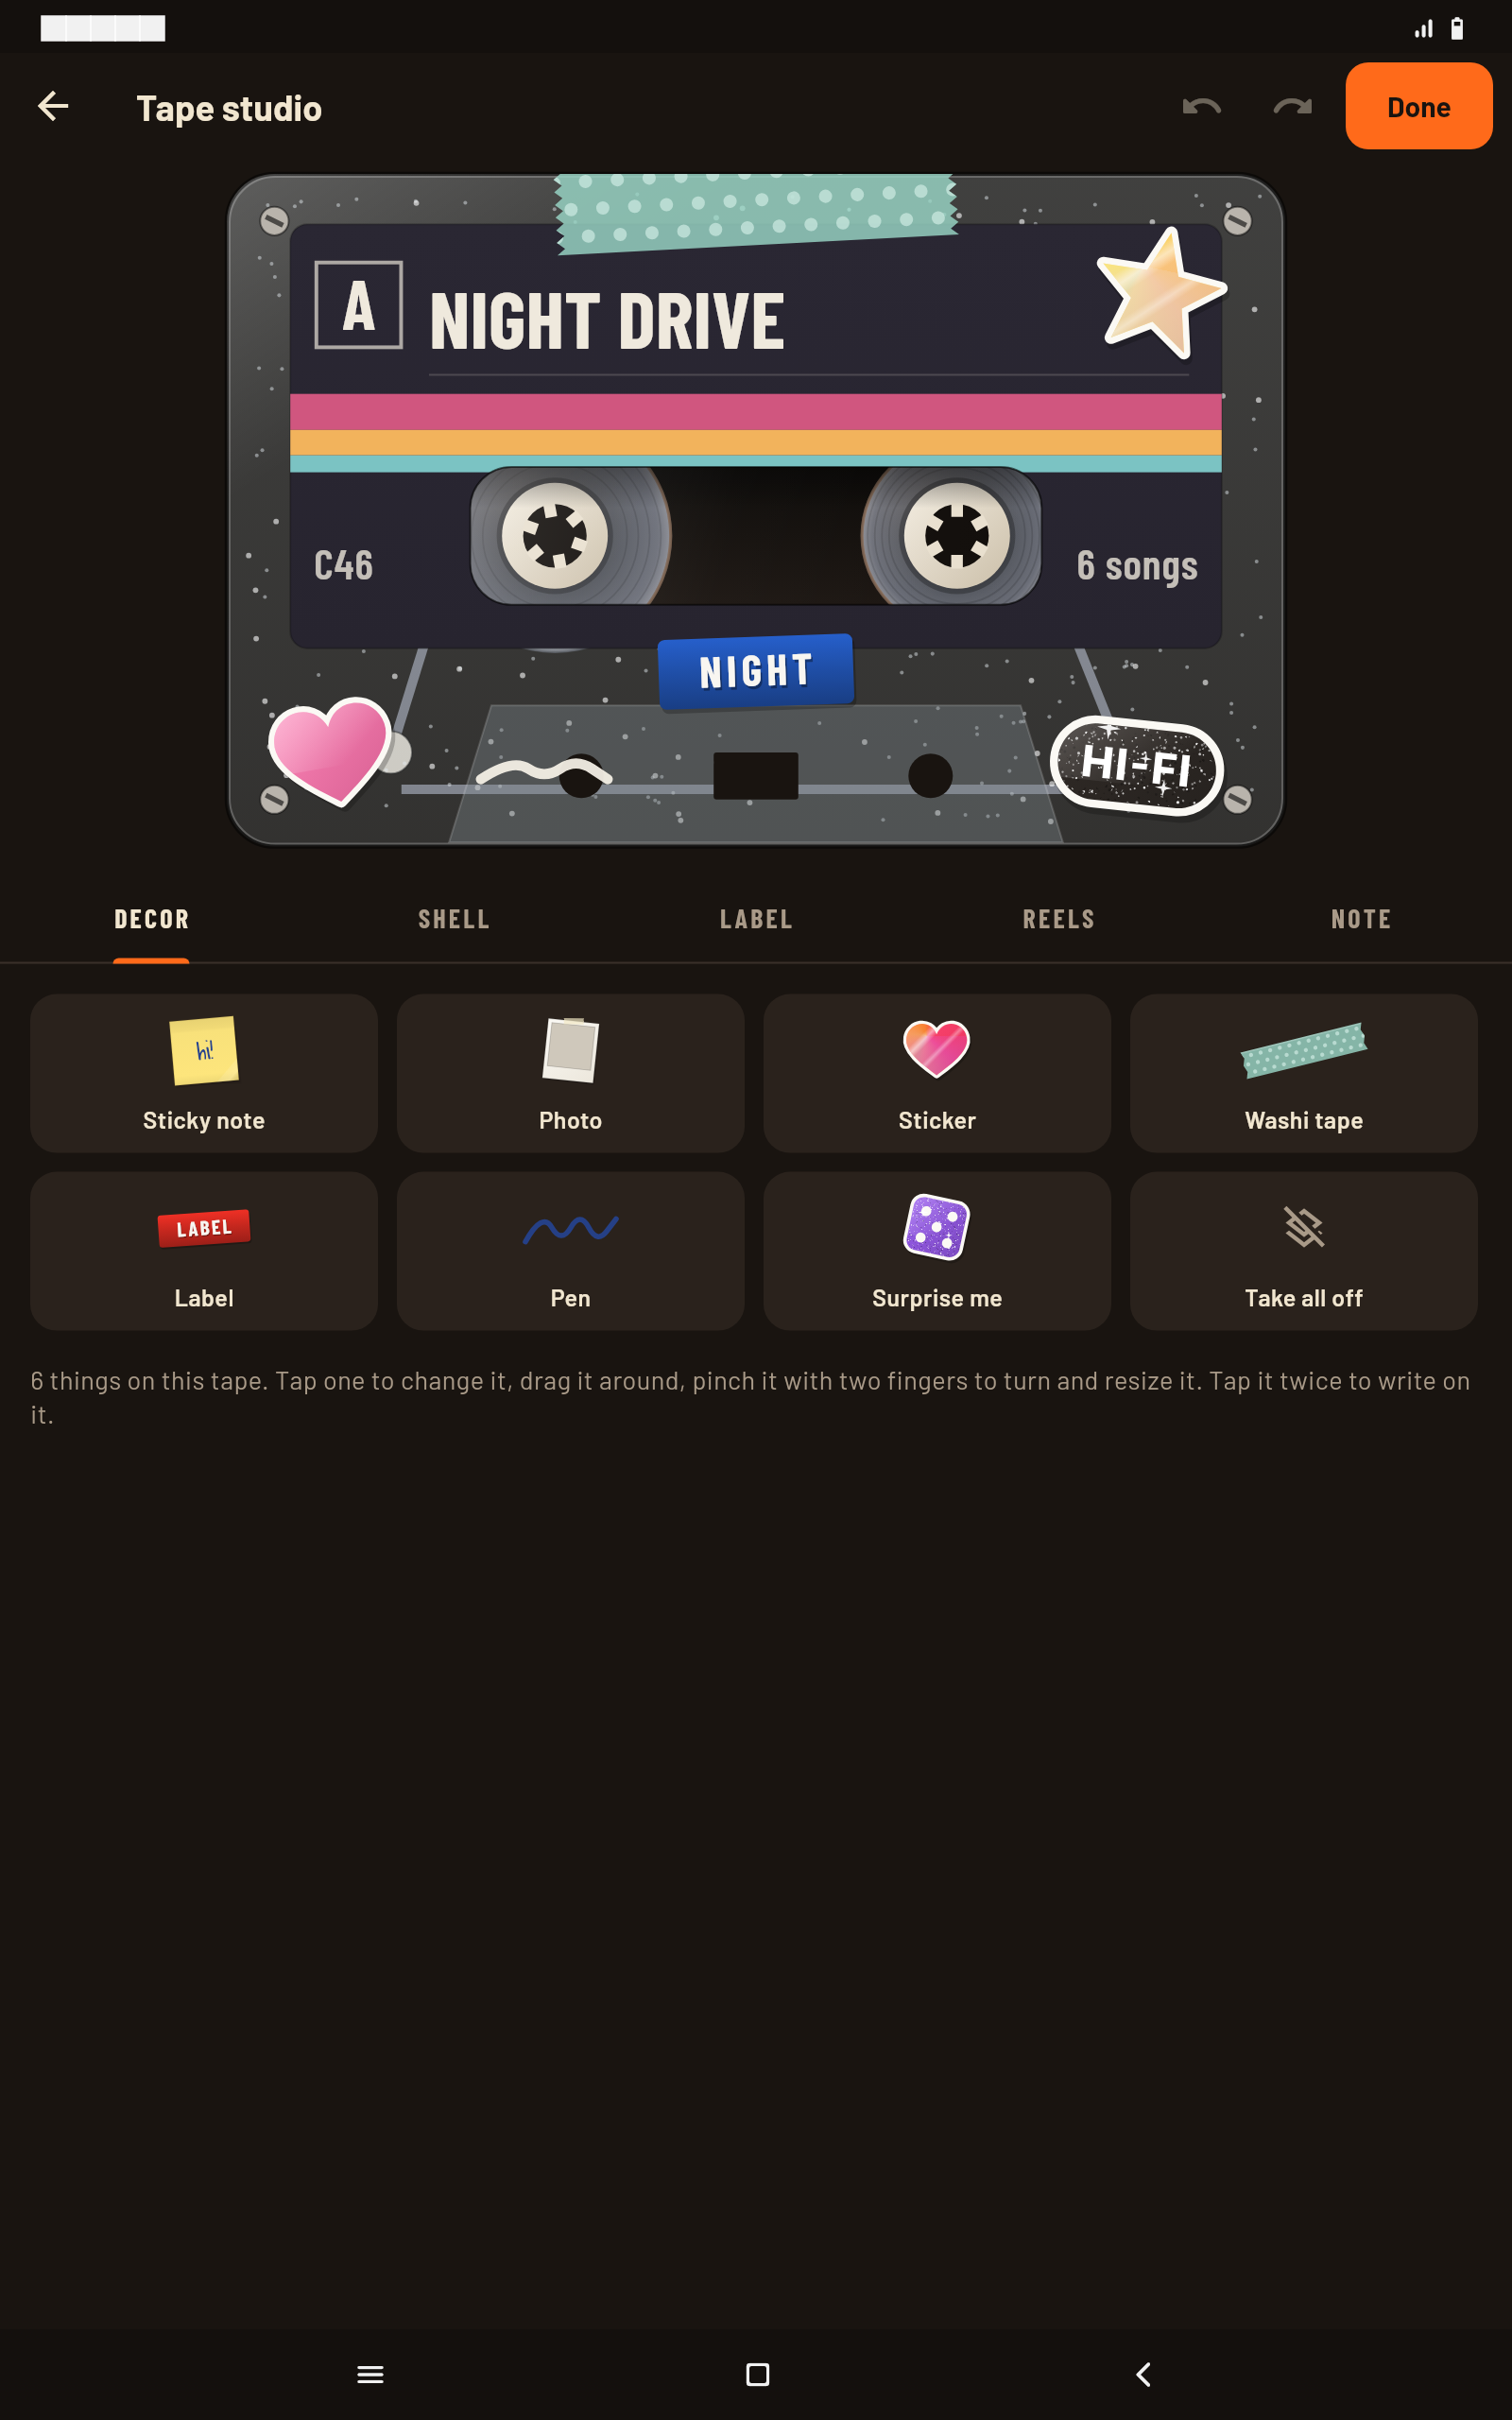 Tape studio
Done
A
NIGHT DRIVE
C46
6 songs
NIGHT
HI-FI
DECOR
SHELL
LABEL
REELS
NOTE
hi!
Sticky note
Photo
Sticker
Washi tape
LABEL
Label
Pen
Surprise me
Take all off
6 things on this tape. Tap one to change it, drag it around, pinch it with two fingers to turn and resize it. Tap it twice to write on
it.